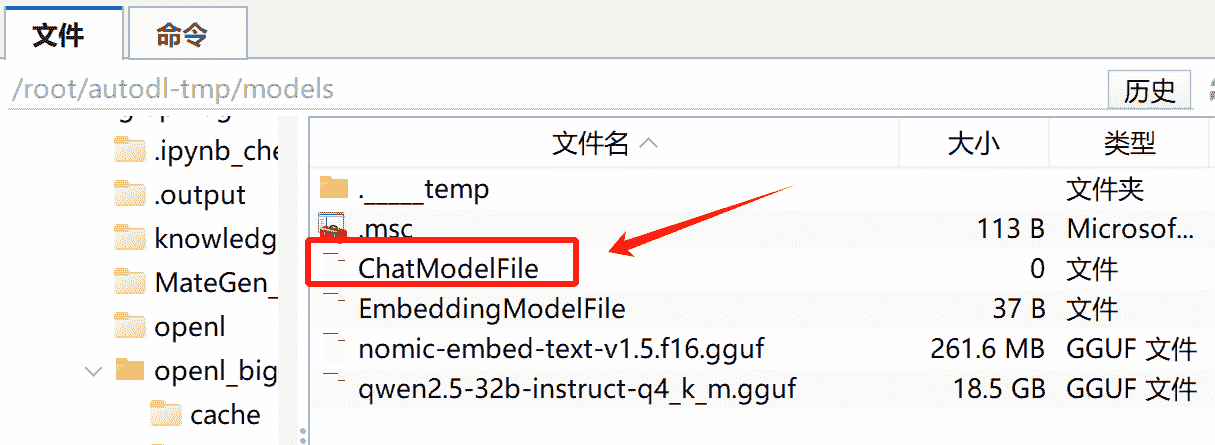 文件 命令
/root/autodl-tmp/models 历史
文件名 大小 类型
.ipynb_che
.output
knowledg
MateGen_
openl
openl_big
cache
._____temp 文件夹
.msc 113 B Microsof...
ChatModelFile 0 文件
EmbeddingModelFile 37 B 文件
nomic-embed-text-v1.5.f16.gguf 261.6 MB GGUF 文件
qwen2.5-32b-instruct-q4_k_m.gguf 18.5 GB GGUF 文件